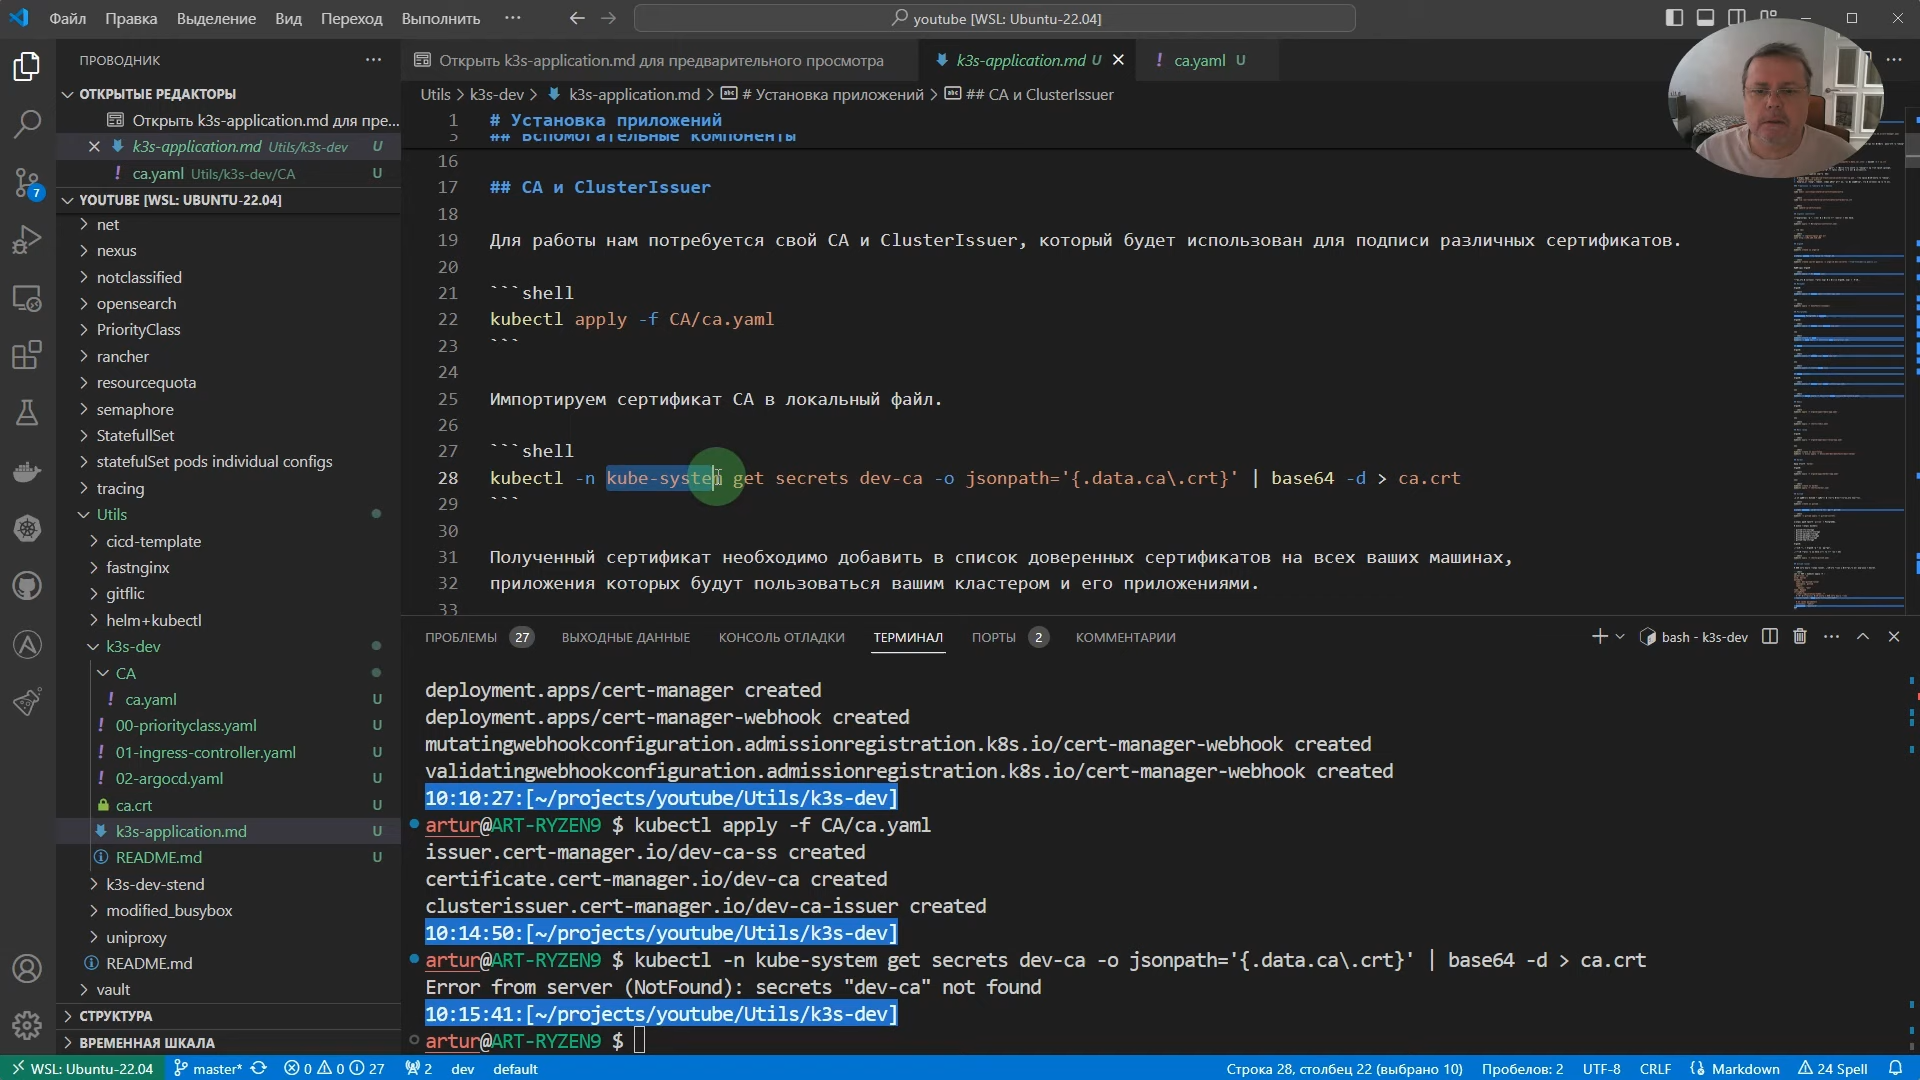 Файл Правка Выделение Вид Переход Выполнить ··· youtube [WSL: Ubuntu-22.04]
ПРОВОДНИК
ОТКРЫТЫЕ РЕДАКТОРЫ
Открыть k3s-application.md для пре...
k3s-application.md Utils/k3s-dev U
ca.yaml Utils/k3s-dev/CA U
YOUTUBE [WSL: UBUNTU-22.04]
net
nexus
notclassified
opensearch
PriorityClass
rancher
resourcequota
semaphore
StatefullSet
statefulSet pods individual configs
tracing
Utils
cicd-template
fastnginx
gitflic
helm+kubectl
k3s-dev
CA
ca.yaml U
00-priorityclass.yaml U
01-ingress-controller.yaml U
02-argocd.yaml U
ca.crt U
k3s-application.md U
README.md U
k3s-dev-stend
modified_busybox
uniproxy
README.md
vault
СТРУКТУРА
ВРЕМЕННАЯ ШКАЛА
7
Открыть k3s-application.md для предварительного просмотра k3s-application.md U ca.yaml U
Utils > k3s-dev > k3s-application.md > # Установка приложений > ## CA и ClusterIssuer
1 # Установка приложений
5 ## Вспомогательные компоненты
16
17 ## CA и ClusterIssuer
18
19 Для работы нам потребуется свой CA и ClusterIssuer, который будет использован для подписи различных сертификатов.
20
21 ```shell
22 kubectl apply -f CA/ca.yaml
23 ```
24
25 Импортируем сертификат CA в локальный файл.
26
27 ```shell
28 kubectl -n kube-system get secrets dev-ca -o jsonpath='{.data.ca\.crt}' | base64 -d > ca.crt
29 ```
30
31 Полученный сертификат необходимо добавить в список доверенных сертификатов на всех ваших машинах,
32 приложения которых будут пользоваться вашим кластером и его приложениями.
33
ПРОБЛЕМЫ 27 ВЫХОДНЫЕ ДАННЫЕ КОНСОЛЬ ОТЛАДКИ ТЕРМИНАЛ ПОРТЫ 2 КОММЕНТАРИИ bash - k3s-dev
deployment.apps/cert-manager created
deployment.apps/cert-manager-webhook created
mutatingwebhookconfiguration.admissionregistration.k8s.io/cert-manager-webhook created
validatingwebhookconfiguration.admissionregistration.k8s.io/cert-manager-webhook created
10:10:27:[~/projects/youtube/Utils/k3s-dev]
artur@ART-RYZEN9 $ kubectl apply -f CA/ca.yaml
issuer.cert-manager.io/dev-ca-ss created
certificate.cert-manager.io/dev-ca created
clusterissuer.cert-manager.io/dev-ca-issuer created
10:14:50:[~/projects/youtube/Utils/k3s-dev]
artur@ART-RYZEN9 $ kubectl -n kube-system get secrets dev-ca -o jsonpath='{.data.ca\.crt}' | base64 -d > ca.crt
Error from server (NotFound): secrets "dev-ca" not found
10:15:41:[~/projects/youtube/Utils/k3s-dev]
artur@ART-RYZEN9 $
WSL: Ubuntu-22.04 master* 0 0 27 2 dev default Строка 28, столбец 22 (выбрано 10) Пробелов: 2 UTF-8 CRLF Markdown 24 Spell